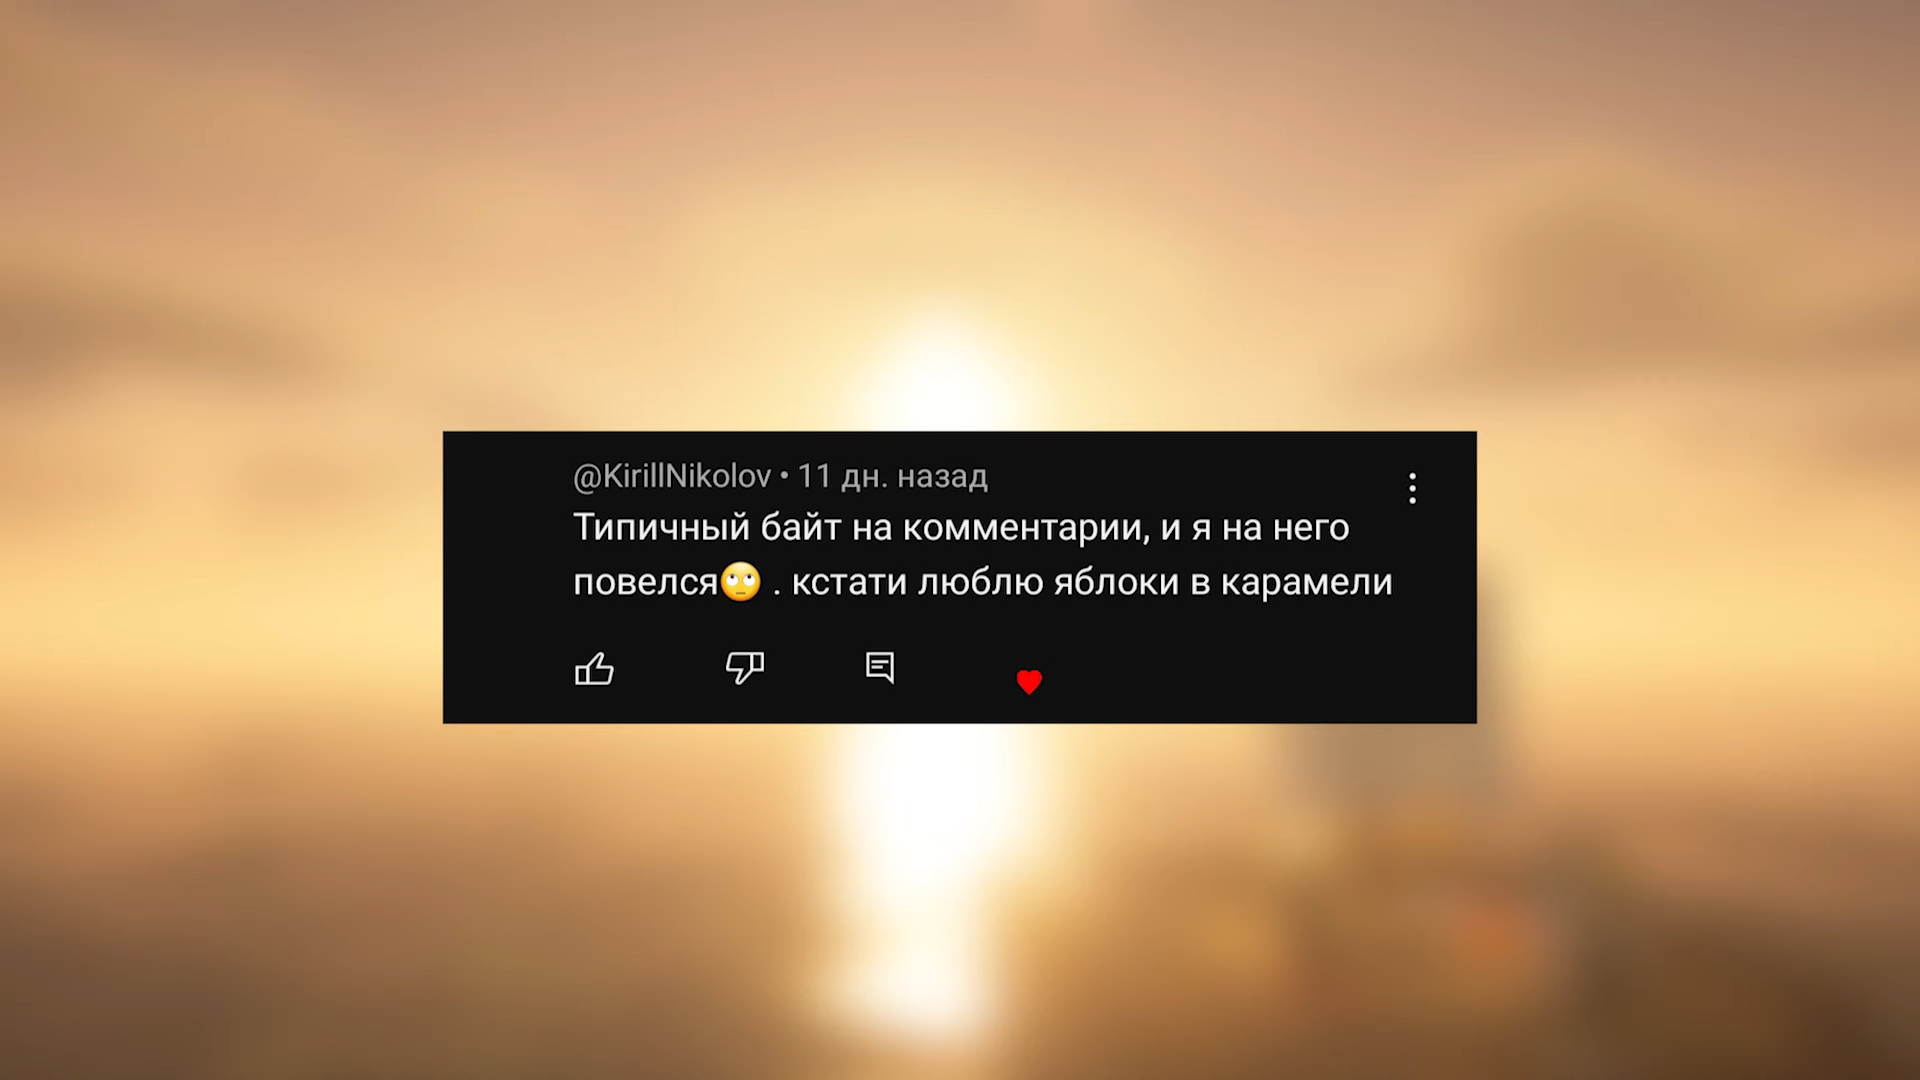 @KirillNikolov • 11 дн. назад
Типичный байт на комментарии, и я на него
повелся🙄 . кстати люблю яблоки в карамели